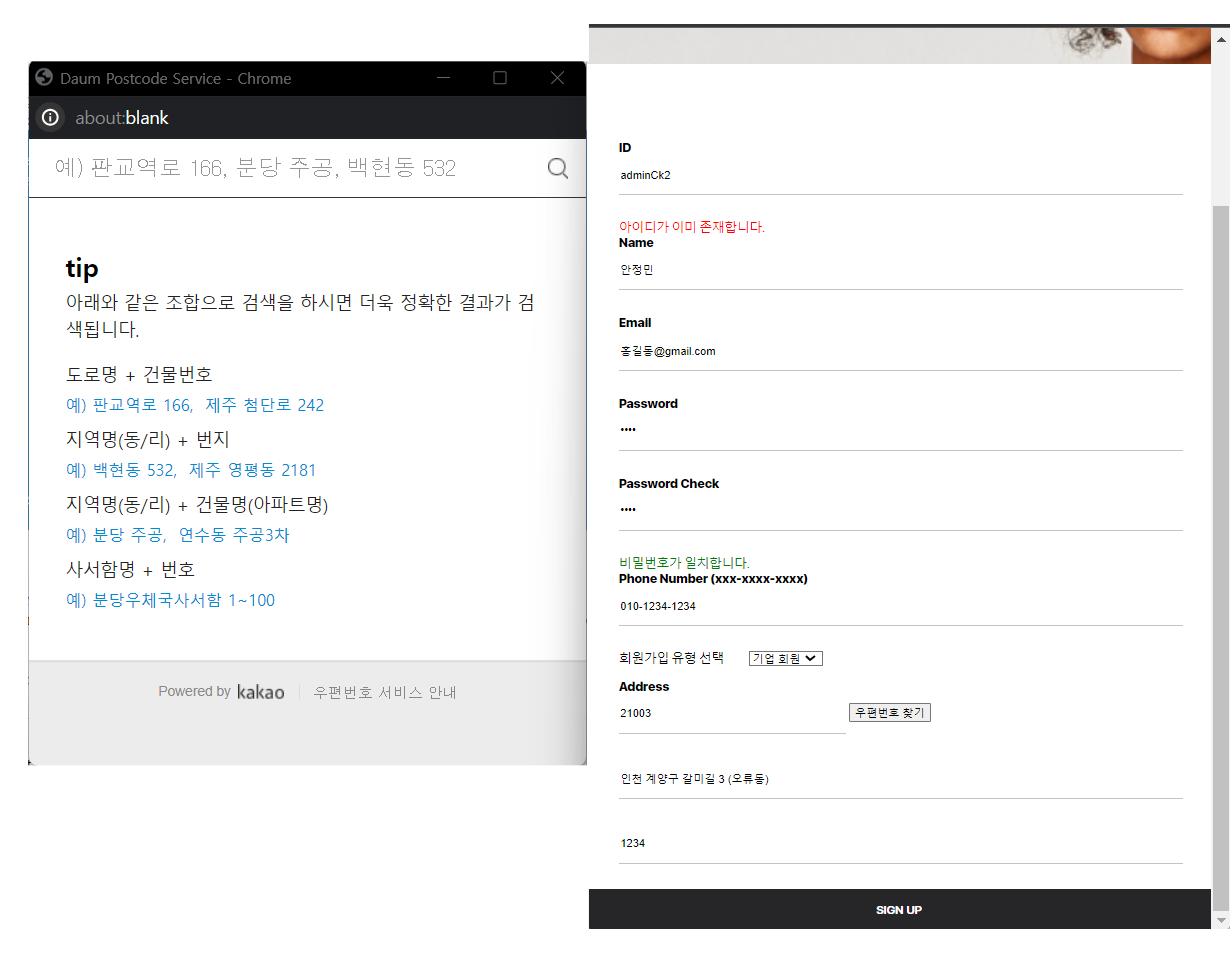 Daum Postcode Service - Chrome
about:blank
예) 판교역로 166, 분당 주공, 백현동 532
tip
아래와 같은 조합으로 검색을 하시면 더욱 정확한 결과가 검
색됩니다.
도로명 + 건물번호
예) 판교역로 166, 제주 첨단로 242
지역명(동/리) + 번지
예) 백현동 532, 제주 영평동 2181
지역명(동/리) + 건물명(아파트명)
예) 분당 주공, 연수동 주공3차
사서함명 + 번호
예) 분당우체국사서함 1~100
Powered by kakao 우편번호 서비스 안내
ID
adminCk2
아이디가 이미 존재합니다.
Name
안정민
Email
홍길동@gmail.com
Password
••••
Password Check
••••
비밀번호가 일치합니다.
Phone Number (xxx-xxxx-xxxx)
010-1234-1234
회원가입 유형 선택 기업 회원
Address
21003 우편번호 찾기
인천 계양구 갈미길 3 (오류동)
1234
SIGN UP